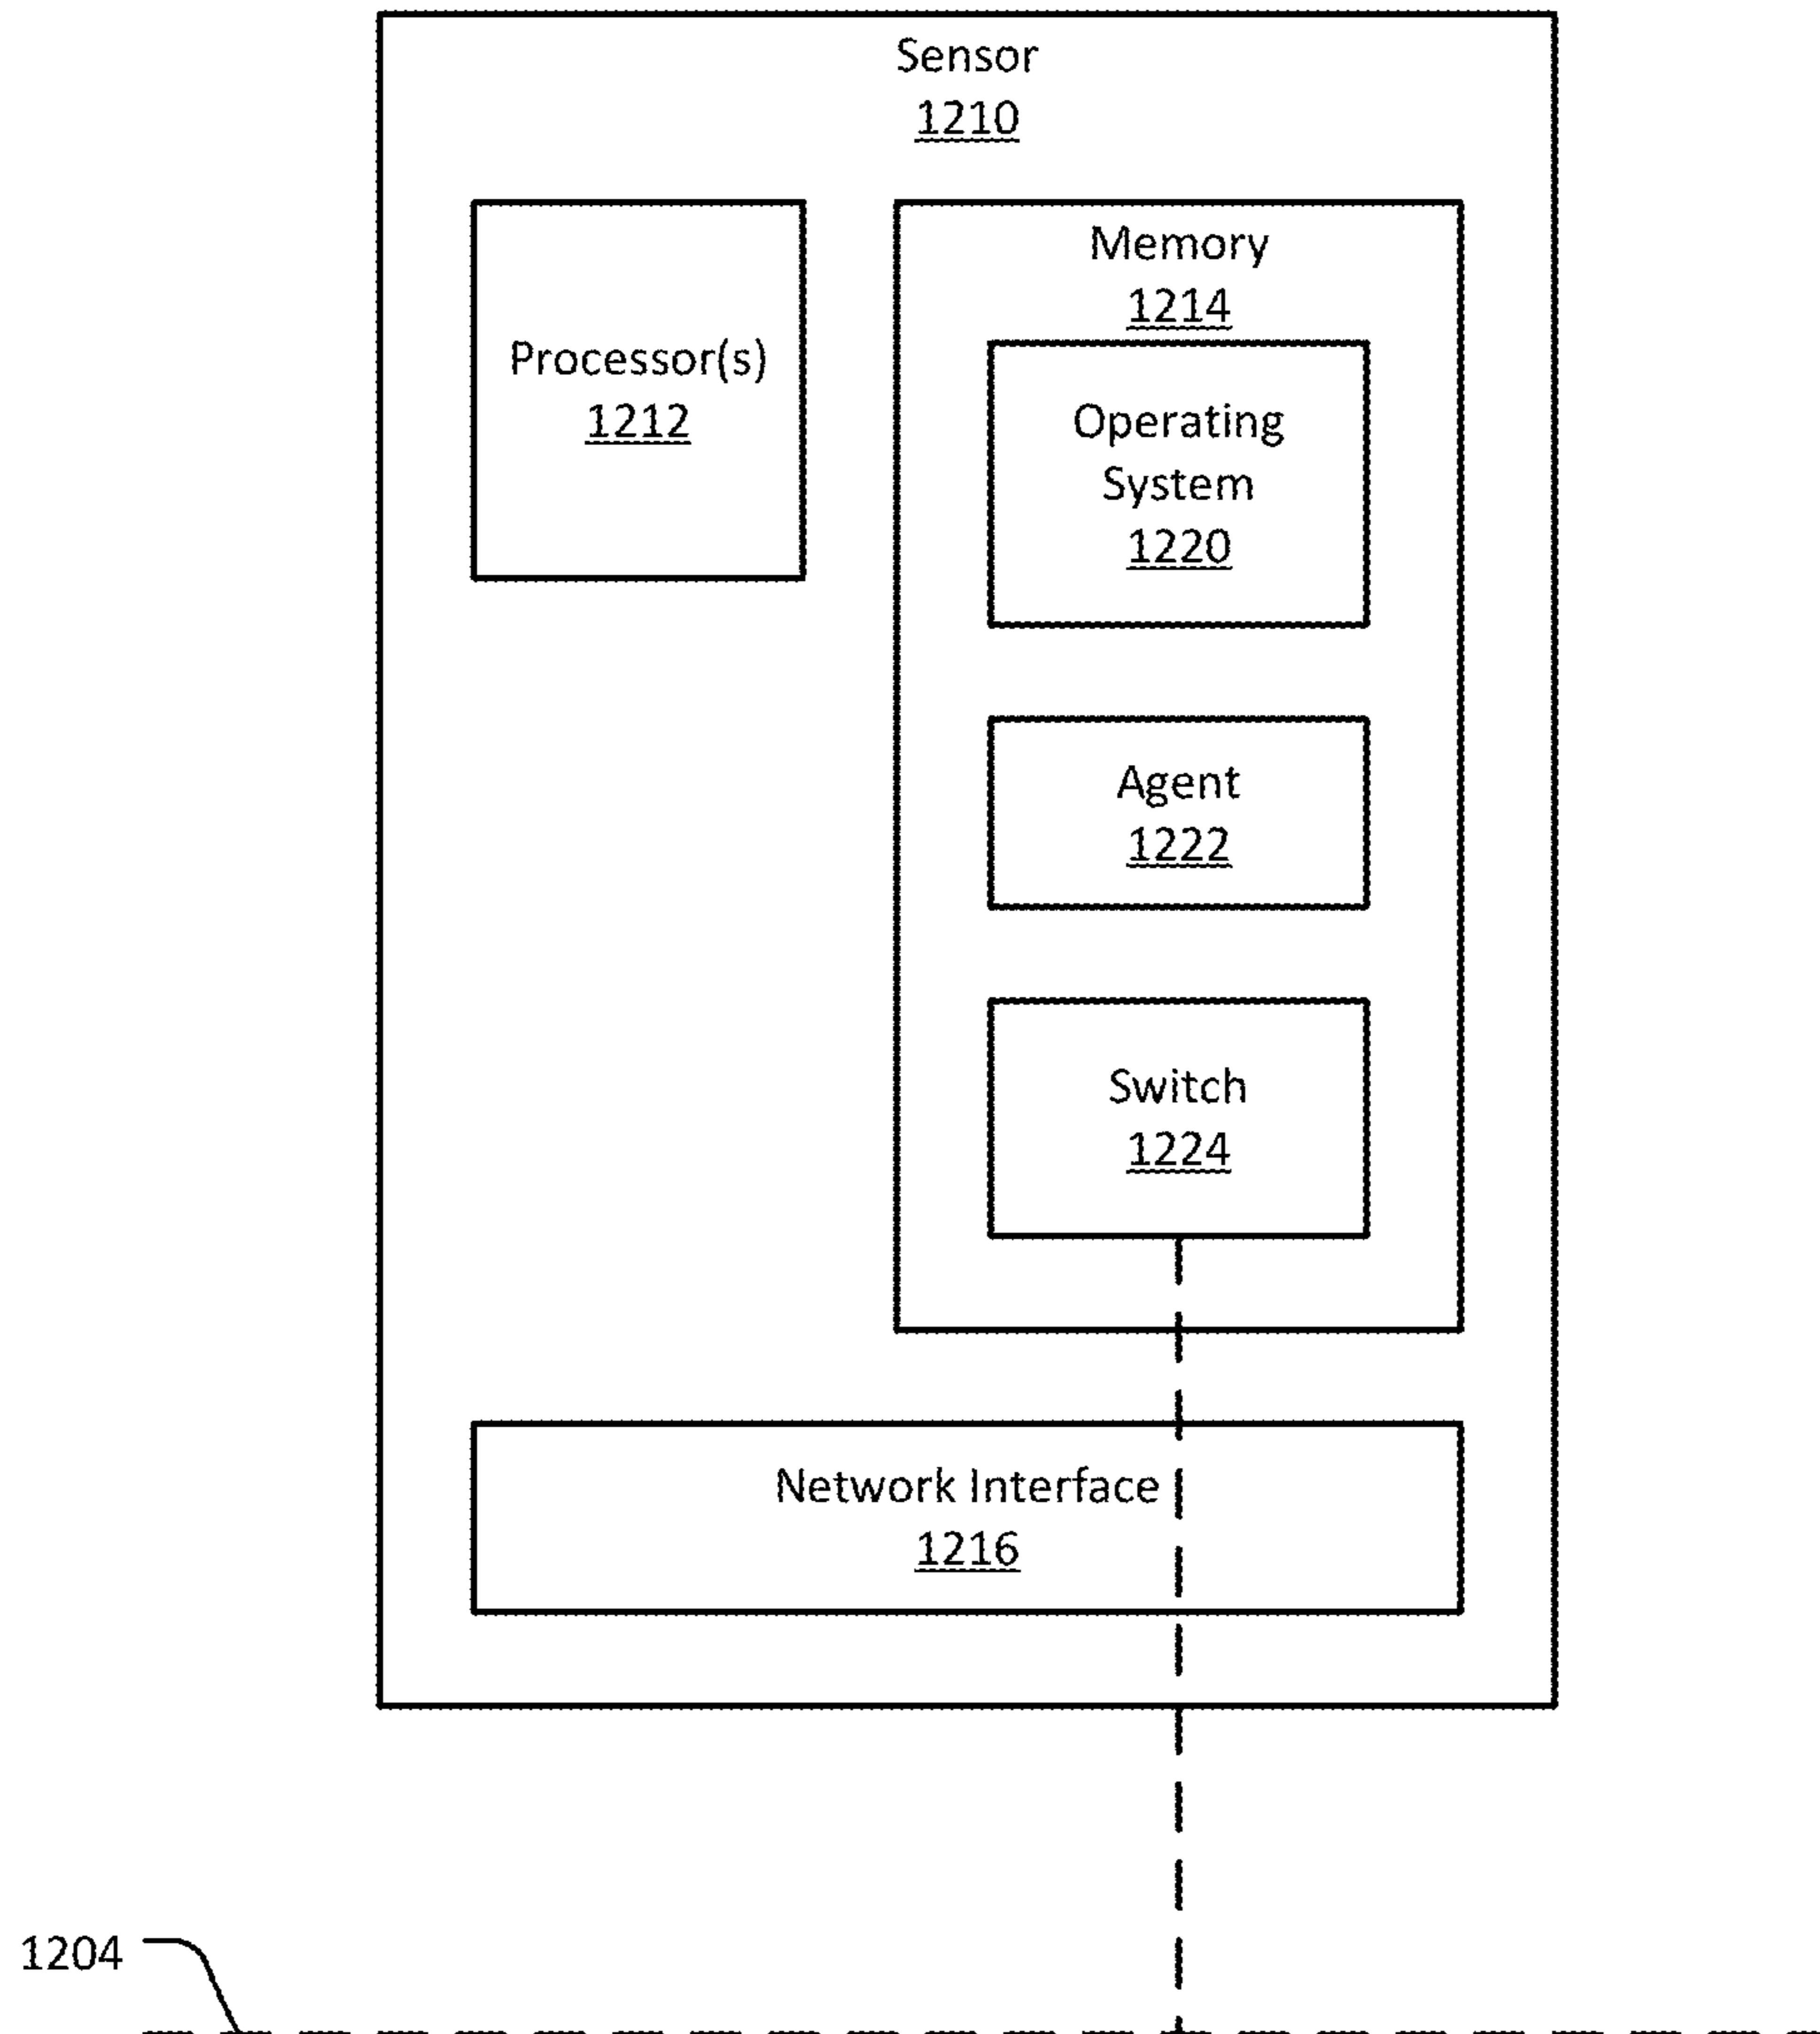 Sensor
1210
Processor(s)
1212
Memory
1214
Operating
System
1220
Agent
1222
Switch
1224
Network Interface
1216
1204